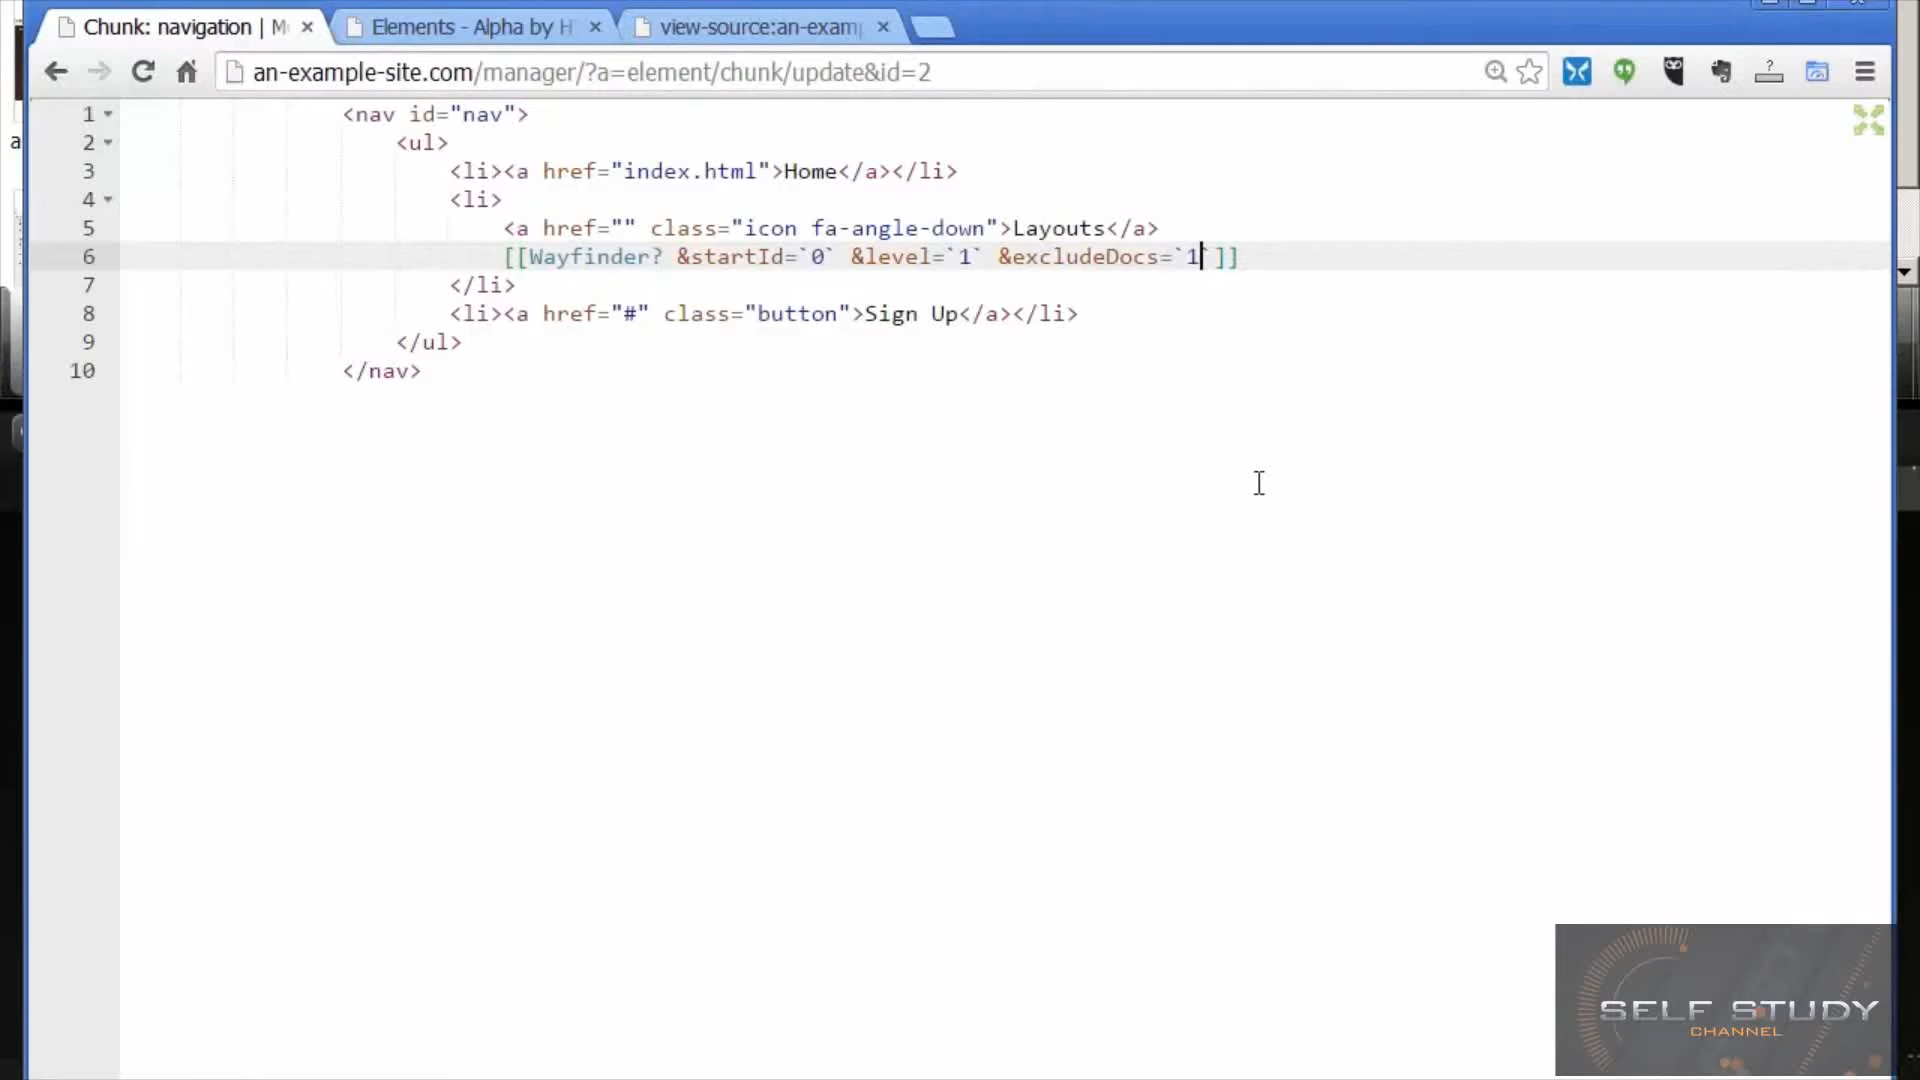 Chunk: navigation | M
Elements - Alpha by H
view-source:an-exam
an-example-site.com/manager/?a=element/chunk/update&id=2
1 <nav id="nav">
2 <ul>
3 <li><a href="index.html">Home</a></li>
4 <li>
5 <a href="" class="icon fa-angle-down">Layouts</a>
6 [[Wayfinder? &startId=`0` &level=`1` &excludeDocs=`1`]]
7 </li>
8 <li><a href="#" class="button">Sign Up</a></li>
9 </ul>
10 </nav>
a
SELF STUDY
CHANNEL